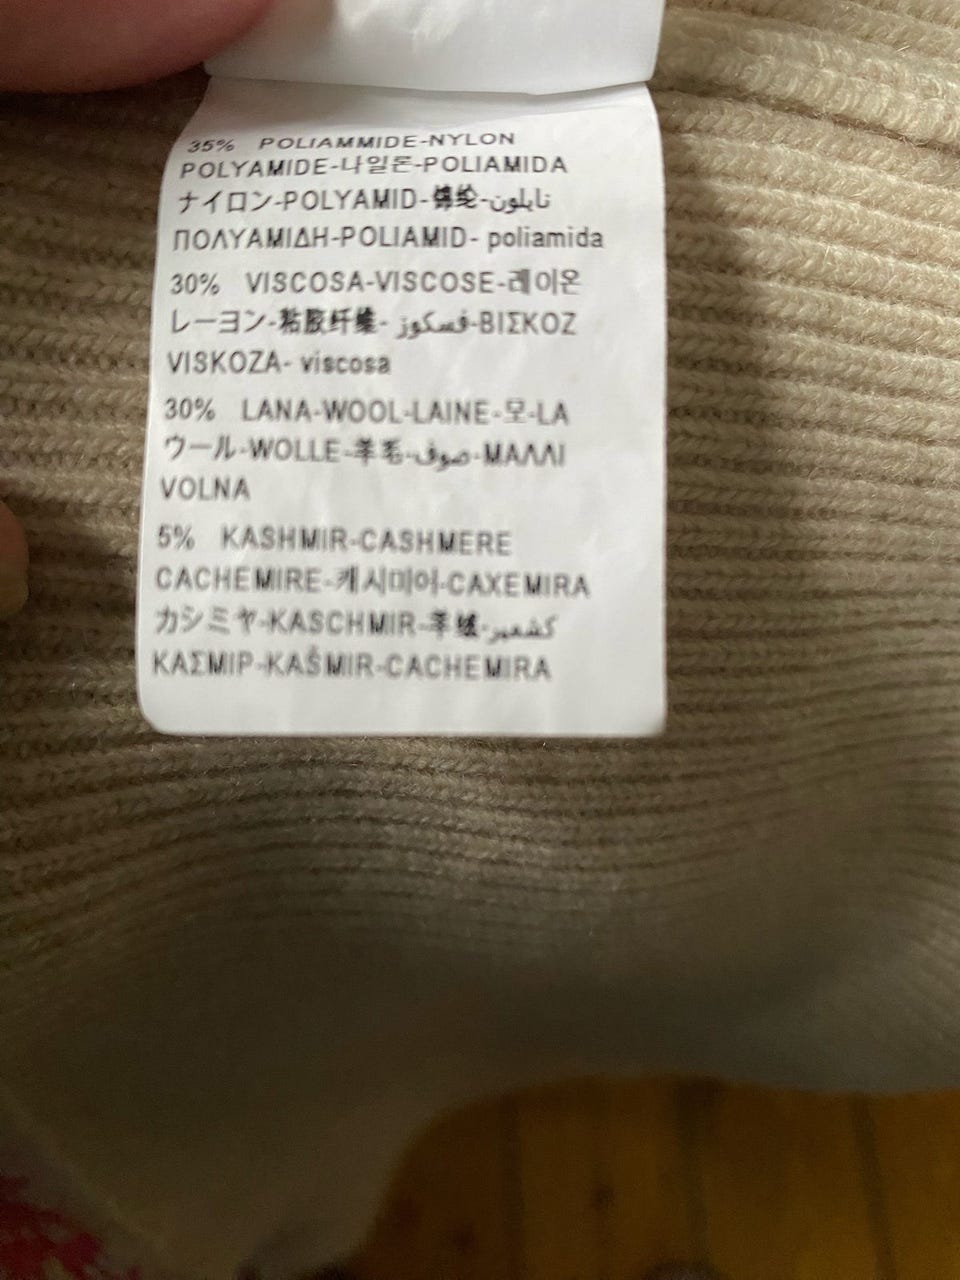 35% POLIAMMIDE-NYLON
POLYAMIDE-나일론-POLIAMIDA
ナイロン-POLYAMID-锦纶-نايلون
ΠΟΛΥΑΜΙΔΗ-POLIAMID- poliamida
30% VISCOSA-VISCOSE-레이온
レーヨン-粘胶纤维- فسكوز-ΒΙΣΚΟΖ
VISKOZA- viscosa
30% LANA-WOOL-LAINE-모-LA
ウール-WOLLE-羊毛-صوف-ΜΑΛΛΙ
VOLNA
5% KASHMIR-CASHMERE
CACHEMIRE-캐시미어-CAXEMIRA
カシミヤ-KASCHMIR-羊绒-كشمير
ΚΑΣΜΙΡ-KAŠMIR-CACHEMIRA